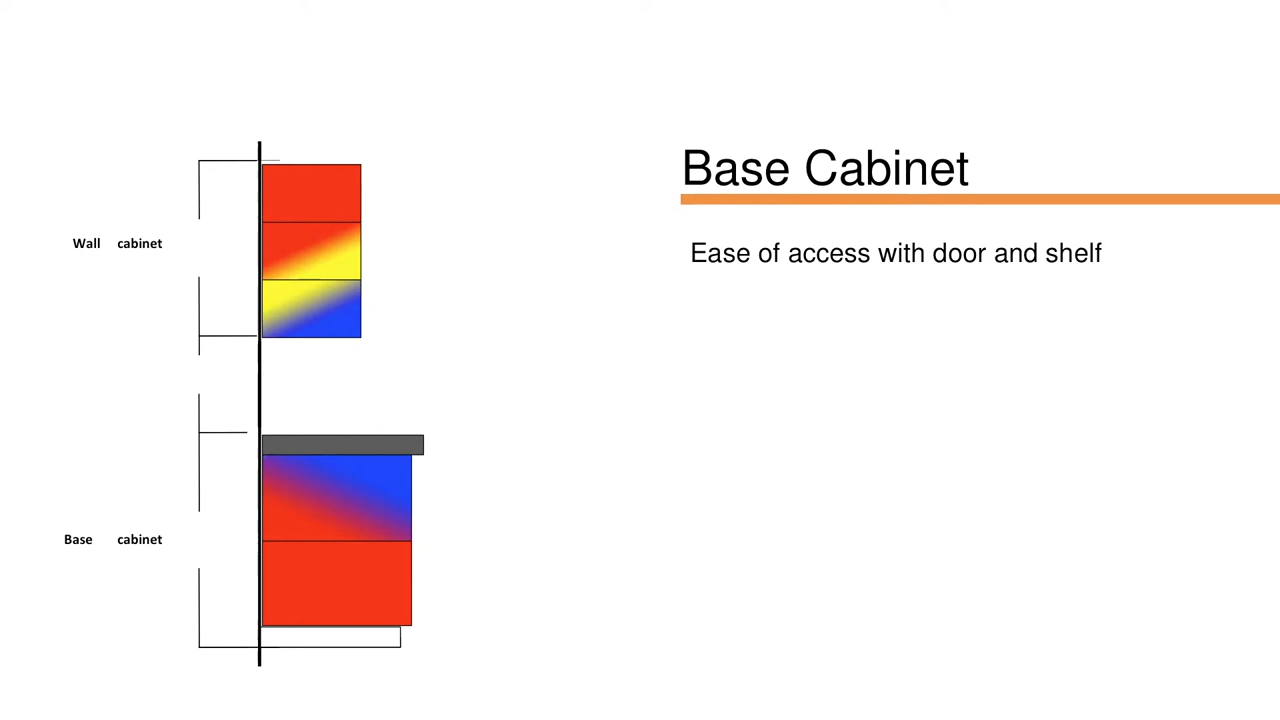 Base Cabinet
Ease of access with door and shelf
Wall cabinet
Base cabinet